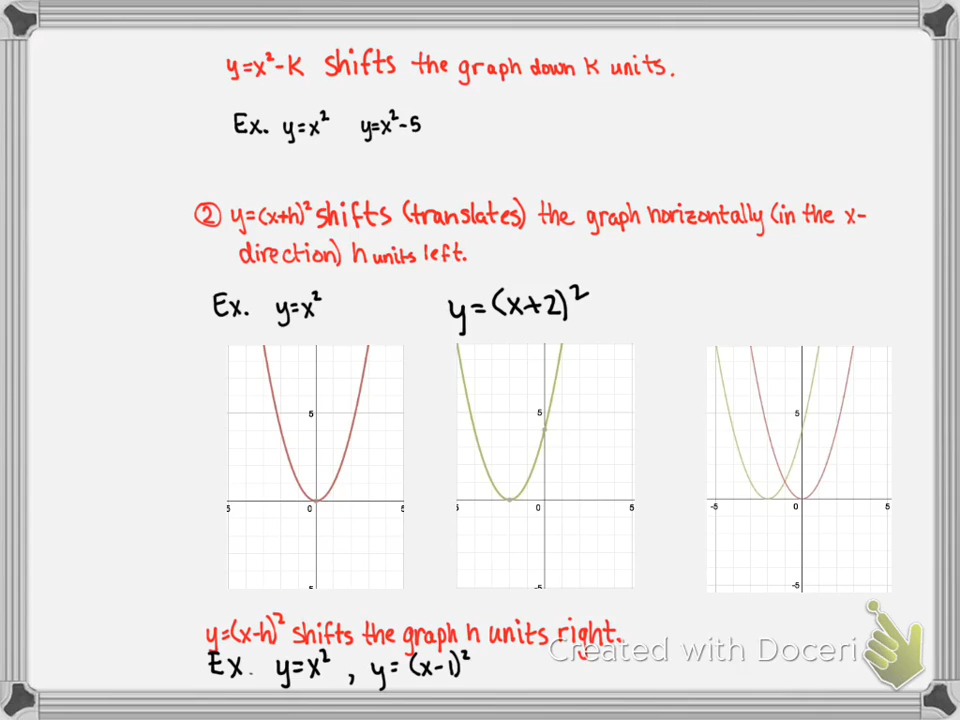 y=x²-k shifts the graph down k units.
Ex. y=x² y=x²-5
② y=(x+h)² shifts (translates) the graph horizontally (in the x-
direction) h units left.
Ex. y=x² y=(x+2)²
5 5 5
5 0 5 5 0 5 -5 0 5
5 -5 -5
y=(x-h)² shifts the graph h units right.
Ex. y=x² , y=(x-1)²
Created with Doceri